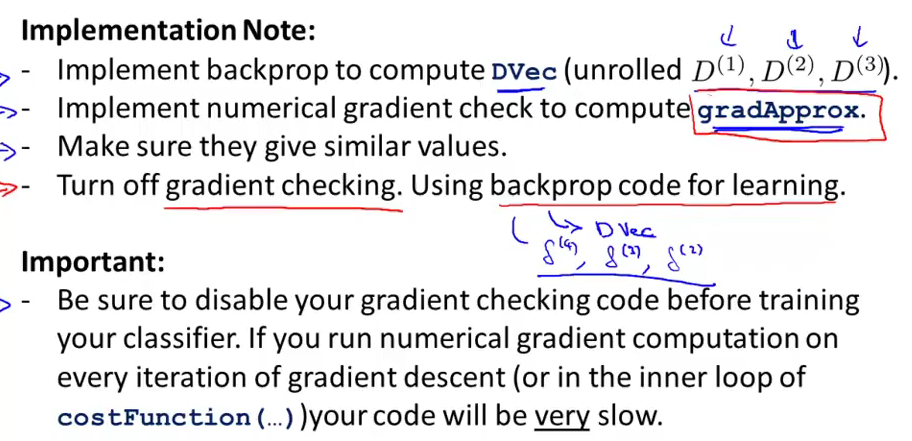 Implementation Note:
- Implement backprop to compute DVec (unrolled D⁽¹⁾, D⁽²⁾, D⁽³⁾).
- Implement numerical gradient check to compute gradApprox.
- Make sure they give similar values.
- Turn off gradient checking. Using backprop code for learning.
DVec
δ⁽⁴⁾, δ⁽³⁾, δ⁽²⁾
Important:
- Be sure to disable your gradient checking code before training
your classifier. If you run numerical gradient computation on
every iteration of gradient descent (or in the inner loop of
costFunction(…))your code will be very slow.